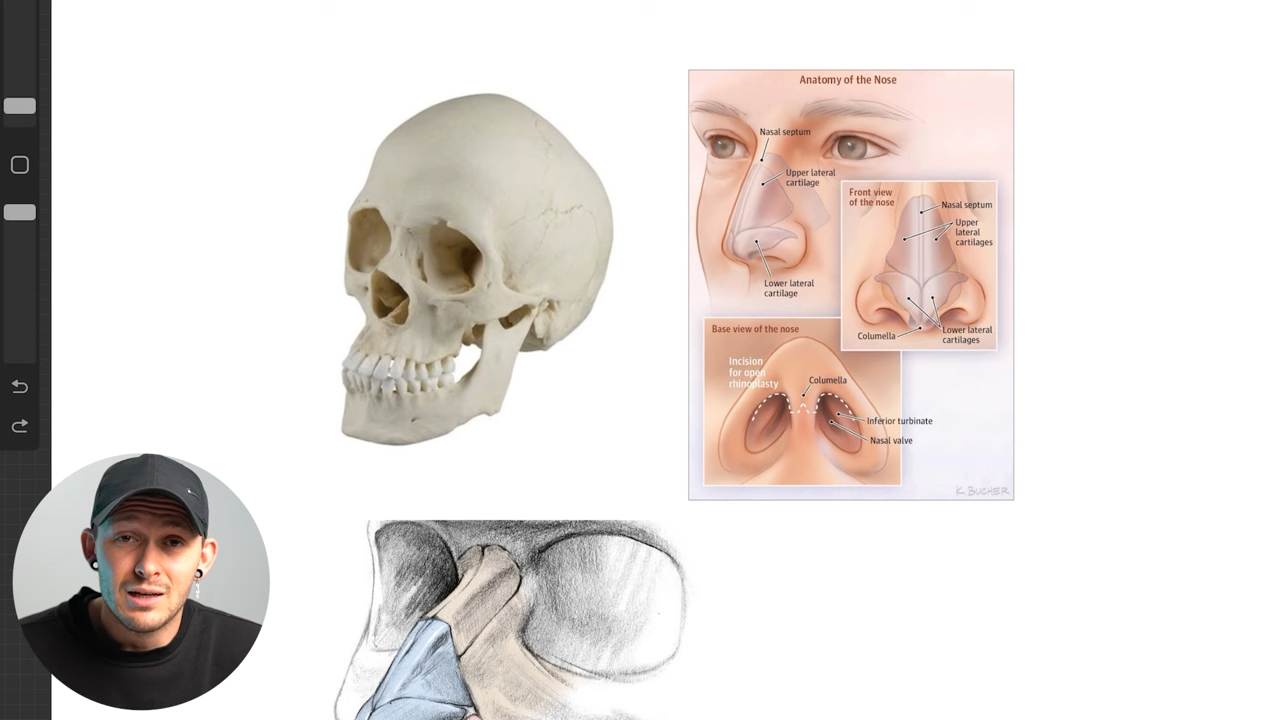 Anatomy of the Nose
Nasal septum
Upper lateral
cartilage
Lower lateral
cartilage
Front view
of the nose
Nasal septum
Upper
lateral
cartilages
Columella
Lower lateral
cartilages
Base view of the nose
Incision
for open
rhinoplasty
Columella
Inferior turbinate
Nasal valve
K. BUCHER